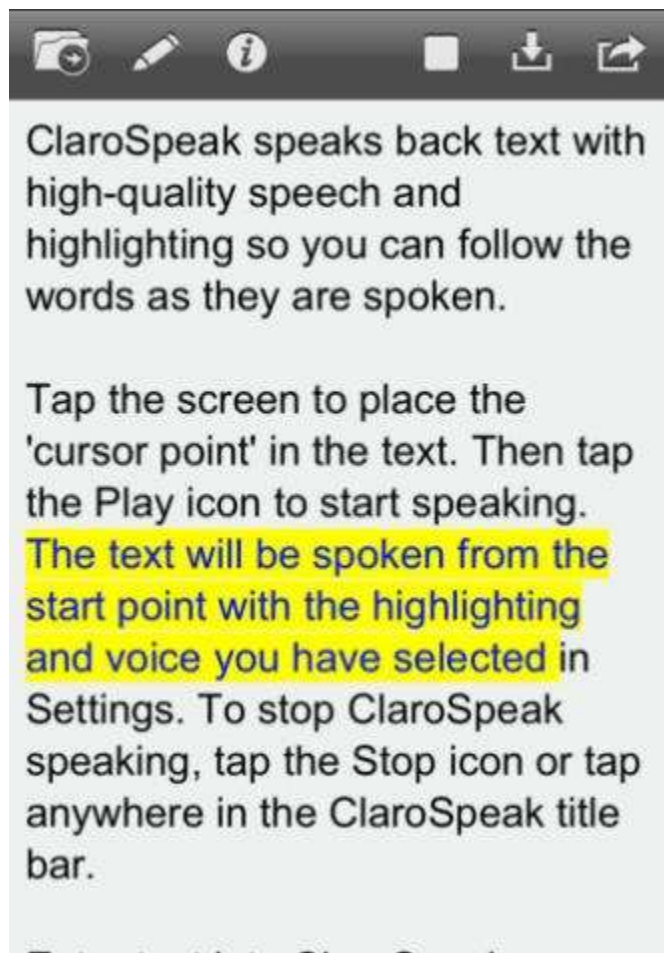 ClaroSpeak speaks back text with
high-quality speech and
highlighting so you can follow the
words as they are spoken.
Tap the screen to place the
'cursor point' in the text. Then tap
the Play icon to start speaking.
The text will be spoken from the
start point with the highlighting
and voice you have selected in
Settings. To stop ClaroSpeak
speaking, tap the Stop icon or tap
anywhere in the ClaroSpeak title
bar.